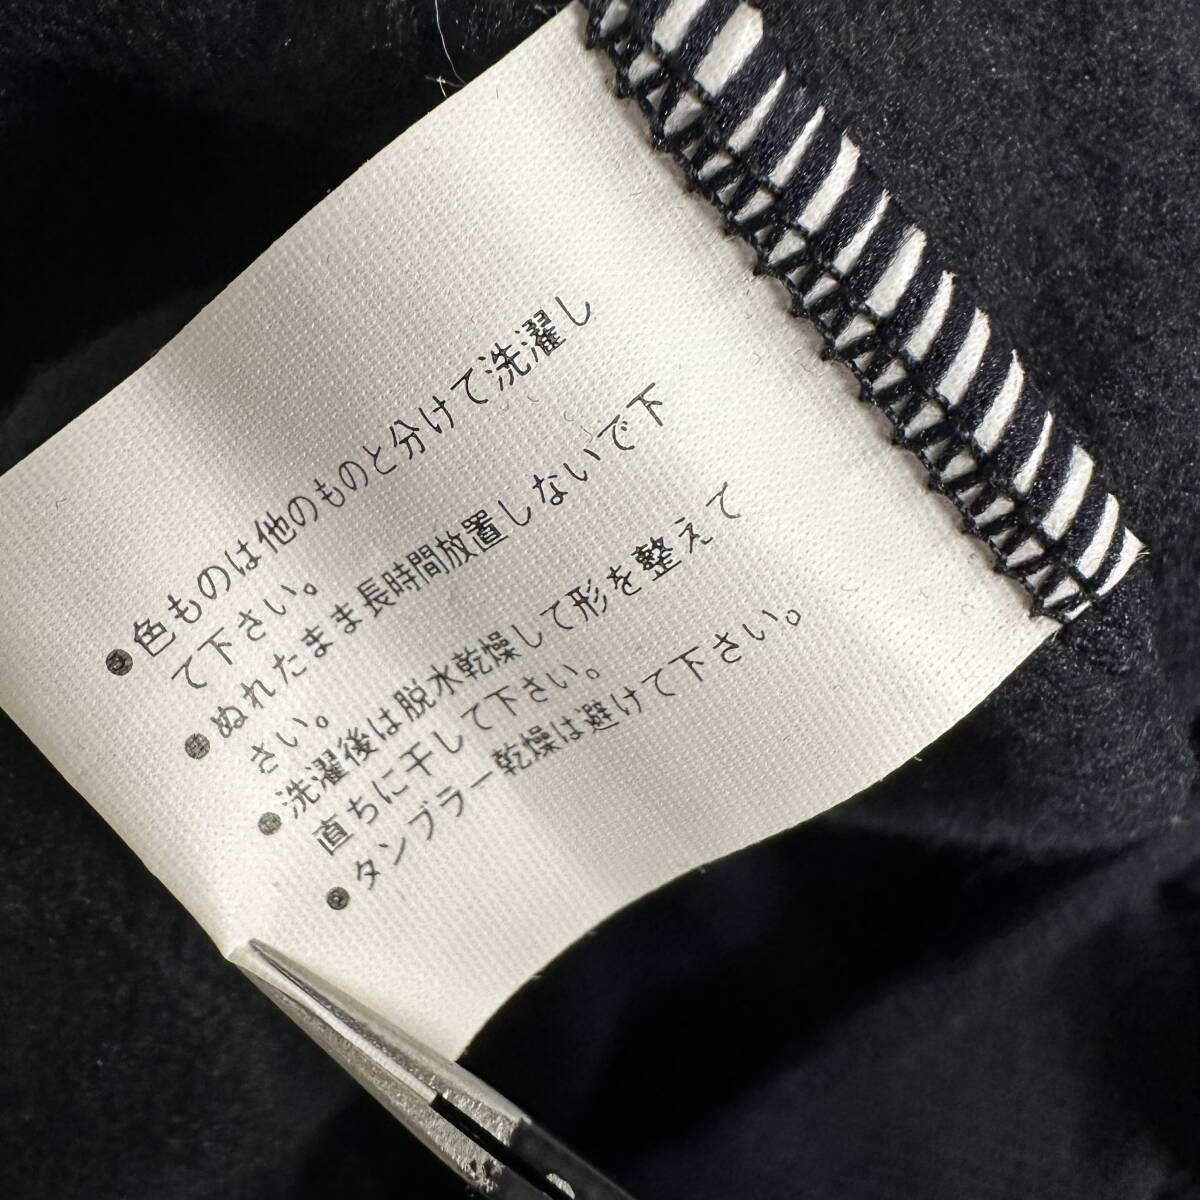 ●色ものは他のものと分けて洗濯し
て下さい。
●ぬれたまま長時間放置しないで下
さい。
●洗濯後は脱水乾燥して形を整えて
直ちに干して下さい。
●タンブラー乾燥は避けて下さい。